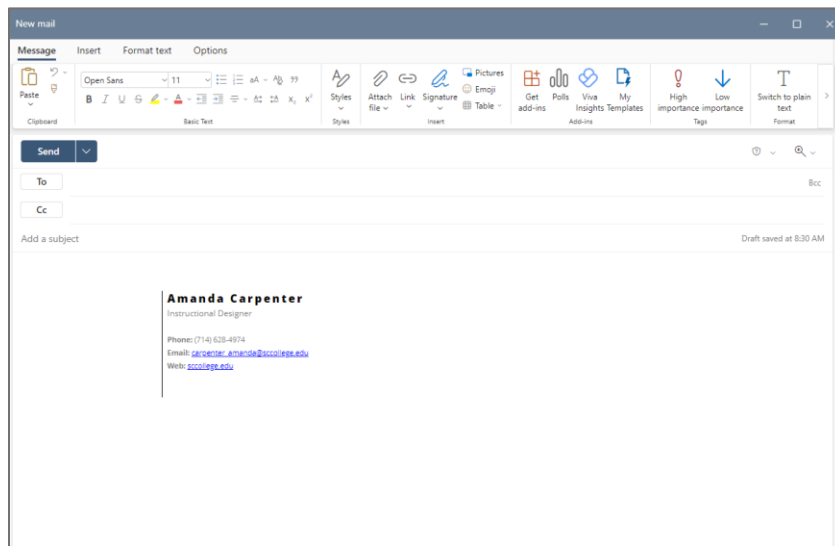 New mail
Message Insert Format text Options
Open Sans 11
Paste
B I U S A x₂ x²
Styles
Attach file
Link
Signature
Pictures
Emoji
Table
Get add-ins
Polls
Viva Insights
My Templates
High importance
Low importance
T
Switch to plain text
Clipboard Basic Text Styles Insert Add-ins Tags Format
Send
To Bcc
Cc
Add a subject Draft saved at 8:30 AM
Amanda Carpenter
Instructional Designer
Phone: (714) 628-4974
Email: carpenter_amanda@sccollege.edu
Web: sccollege.edu